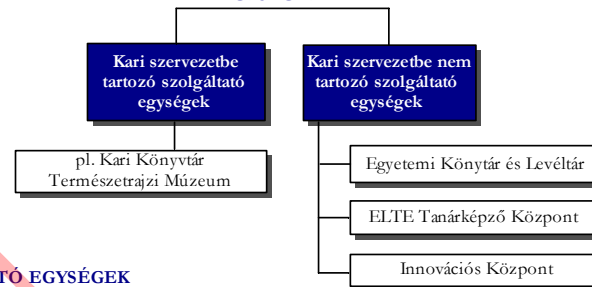 Kari szervezetbe
tartozó szolgáltató
egységek
Kari szervezetbe nem
tartozó szolgáltató
egységek
pl. Kari Könyvtár
Természetrajzi Múzeum
Egyetemi Könytár és Levéltár
ELTE Tanárképző Központ
Innovációs Központ
EGYSÉGEK